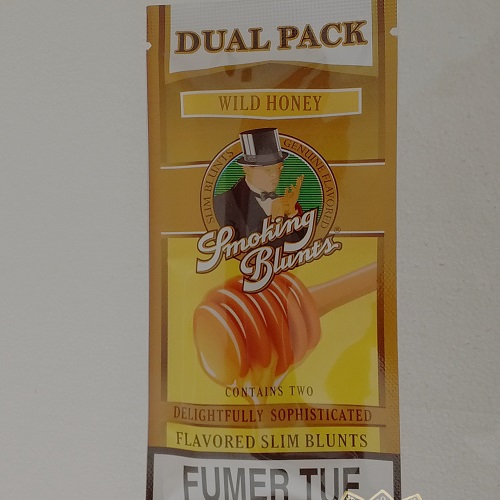 DUAL PACK
WILD HONEY
SLIM BLUNTS
GENUINE FLAVORED
Smoking
Blunts
CONTAINS TWO
DELIGHTFULLY SOPHISTICATED
FLAVORED SLIM BLUNTS
FUMER TUE